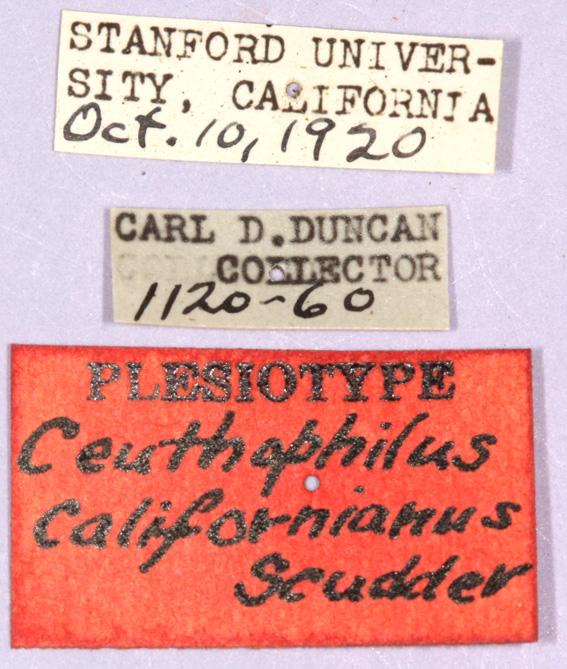 STANFORD UNIVER-
SITY, CALIFORNIA
Oct. 10, 1920
CARL D. DUNCAN
COLLECTOR
1120-60
PLESIOTYPE
Ceuthophilus
californianus
Scudder